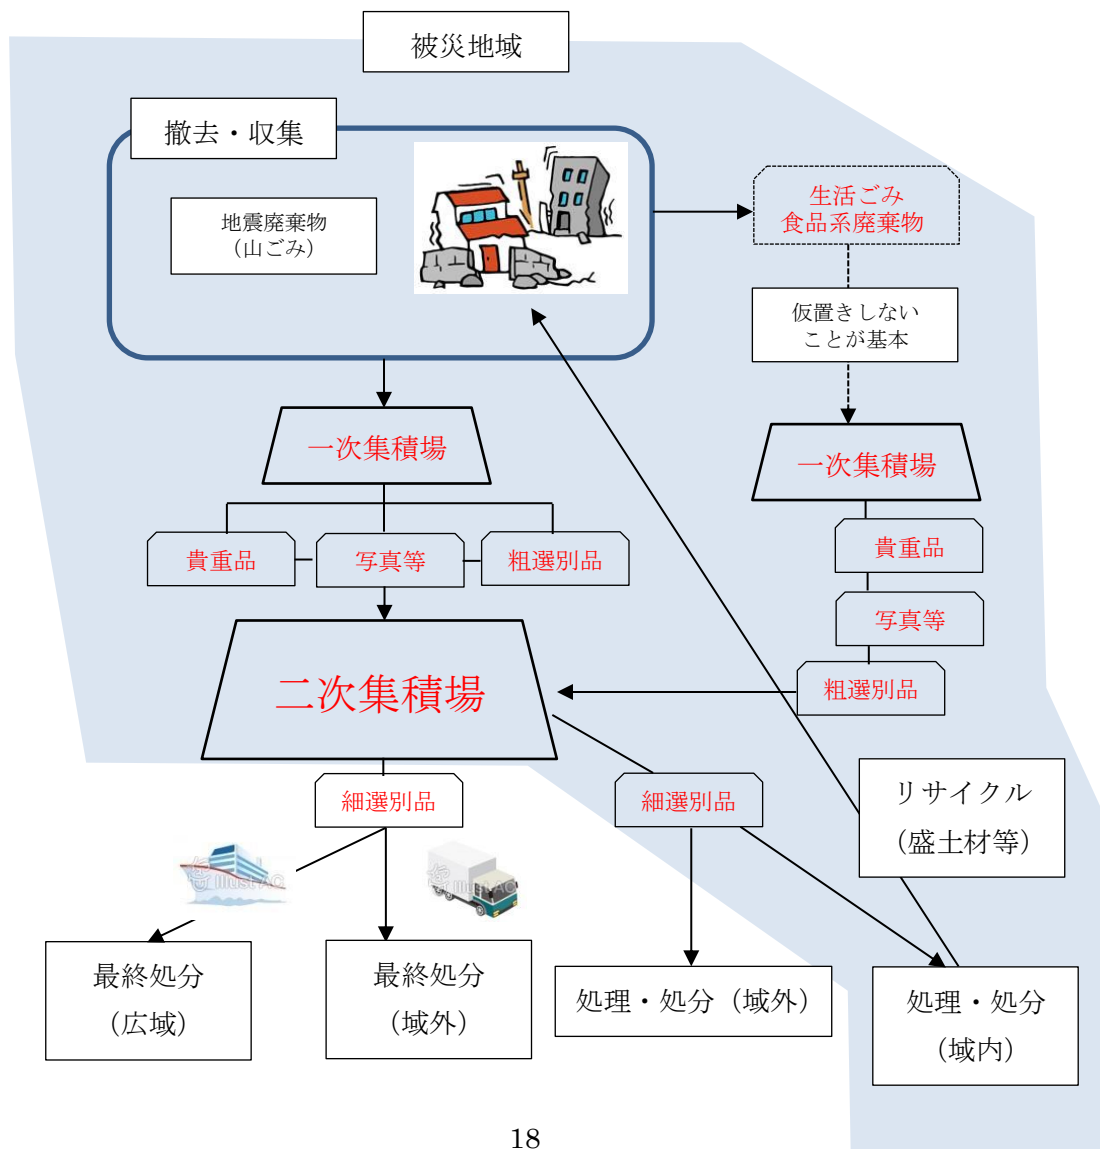 被災地域
撤去・収集
地震廃棄物
（山ごみ）
生活ごみ
食品系廃棄物
仮置きしない
ことが基本
一次集積場
一次集積場
貴重品
写真等
粗選別品
貴重品
写真等
粗選別品
二次集積場
細選別品
細選別品
リサイクル
（盛土材等）
最終処分
（広域）
最終処分
（域外）
処理・処分（域外）
処理・処分
（域内）
18